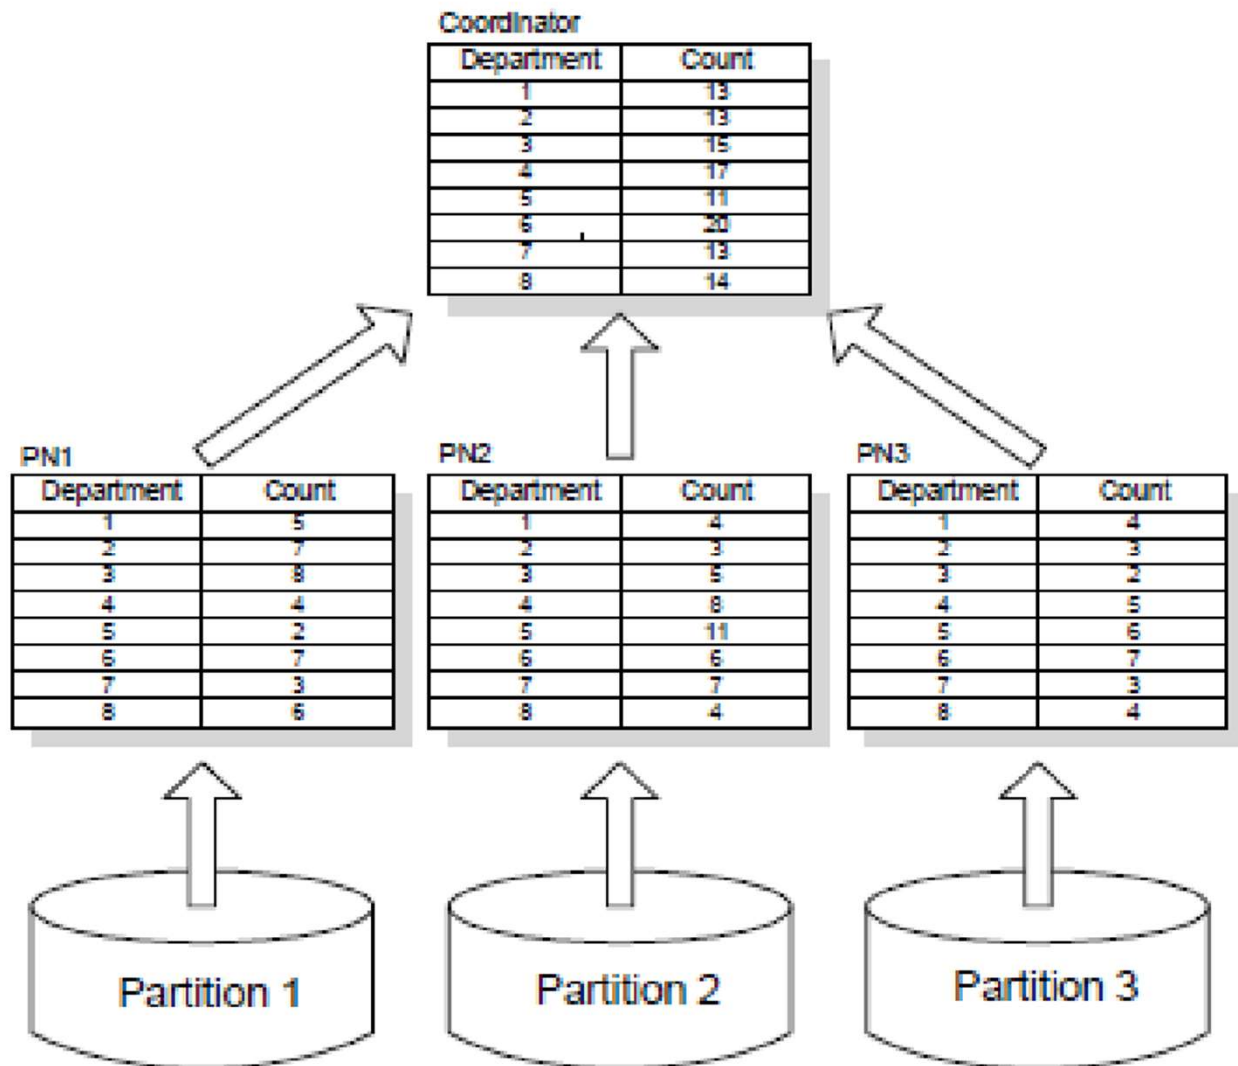 Coordinator
Department Count
1 13
2 13
3 15
4 17
5 11
6 20
7 13
8 14
PN1
Department Count
1 5
2 7
3 8
4 4
5 2
6 7
7 3
8 6
PN2
Department Count
1 4
2 3
3 5
4 8
5 11
6 6
7 7
8 4
PN3
Department Count
1 4
2 3
3 2
4 5
5 6
6 7
7 3
8 4
Partition 1
Partition 2
Partition 3